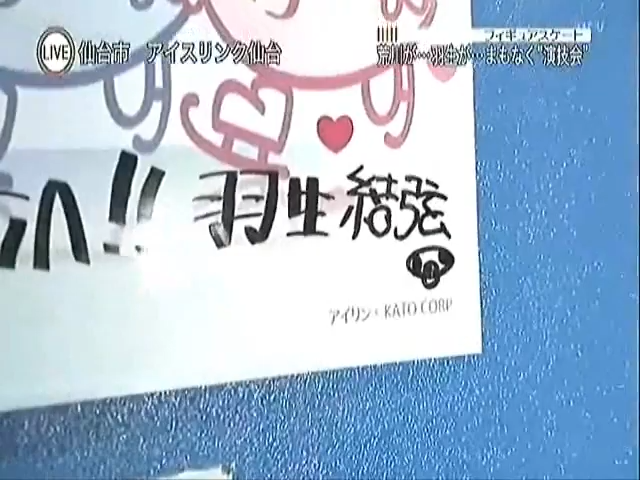 LIVE 仙台市 アイスリンク仙台
フィギュアスケート
荒川が…羽生が…まもなく"演技会"
!! 羽生結弦
アイリン・KATO CORP